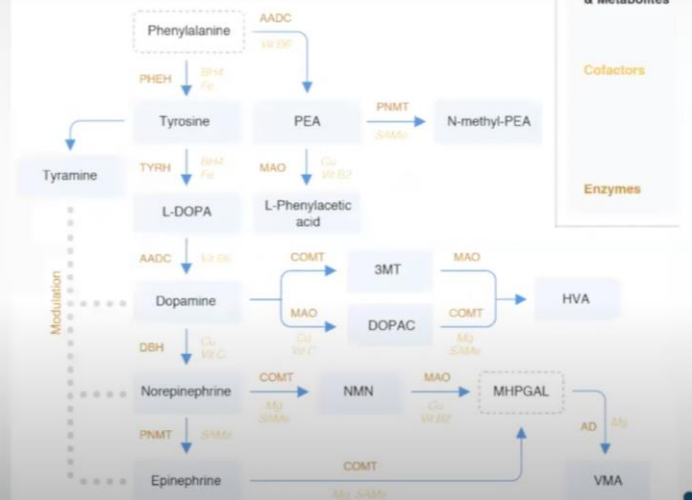 & Metabolites
AADC
Phenylalanine
Vit B6
Cofactors
PHEH
BH4
Fe
PNMT
Tyrosine
PEA
N-methyl-PEA
SAMe
TYRH
BH4
Fe
MAO
Cu
Vit B2
Tyramine
Enzymes
L-DOPA
L-Phenylacetic
acid
AADC
Vit B6
COMT
MAO
3MT
Modulation
Dopamine
HVA
MAO
COMT
DOPAC
Cu
Vit C
Mg
SAMe
DBH
Cu
Vit C
COMT
MAO
Norepinephrine
NMN
MHPGAL
Mg
SAMe
Cu
Vit B2
PNMT
SAMe
AD
Mg
COMT
Epinephrine
VMA
Mg, SAMe